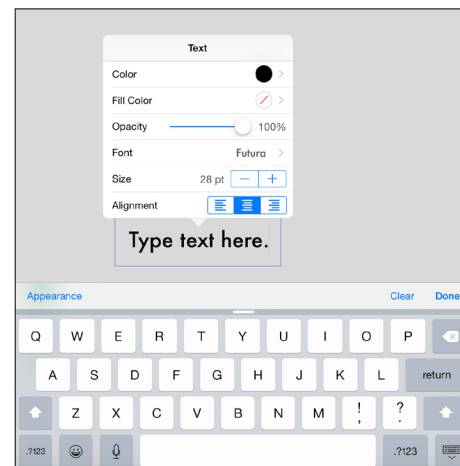 Text
Color
Fill Color
Opacity 100%
Font Futura
Size 28 pt
Alignment
Type text here.
Appearance Clear Done
Q W E R T Y U I O P
A S D F G H J K L return
Z X C V B N M ! , ? .
.?123 .?123